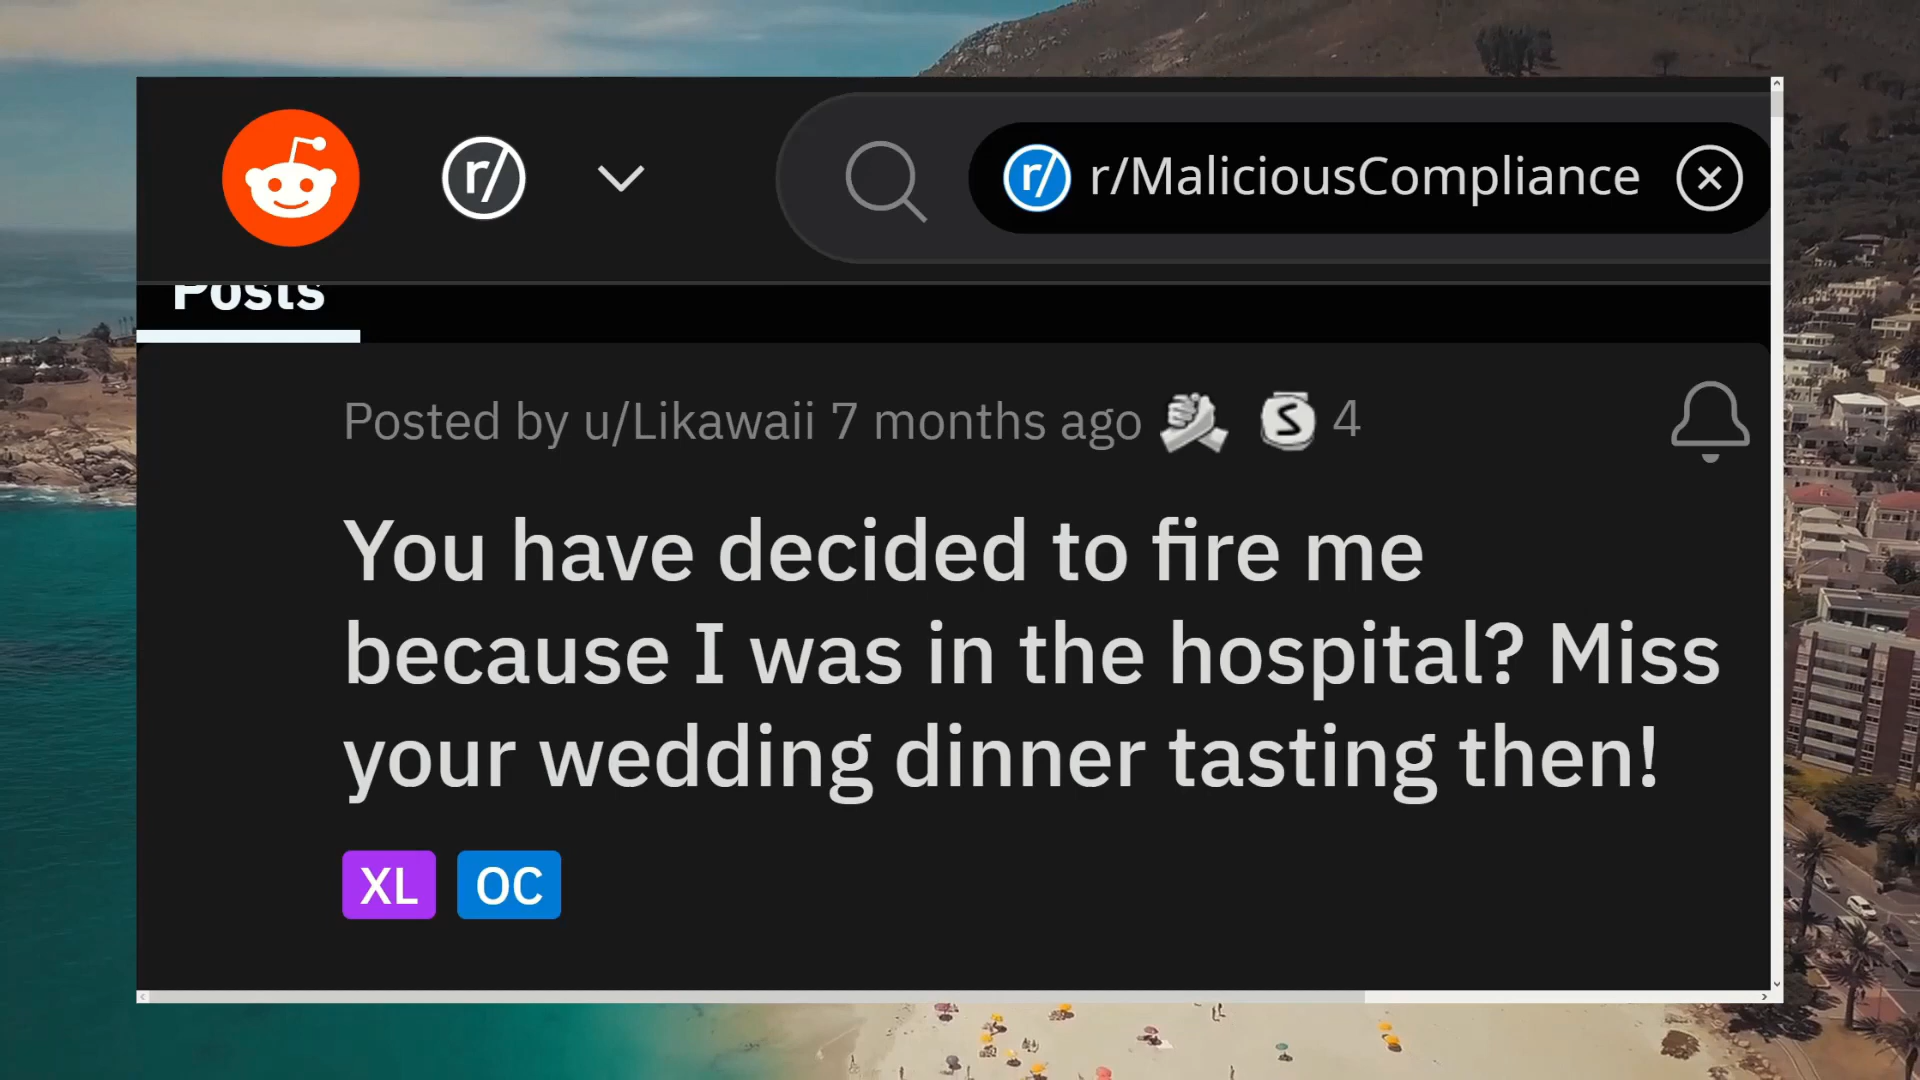 r/
r/ r/MaliciousCompliance
Posts
Posted by u/Likawaii 7 months ago S 4
You have decided to fire me
because I was in the hospital? Miss
your wedding dinner tasting then!
XL OC